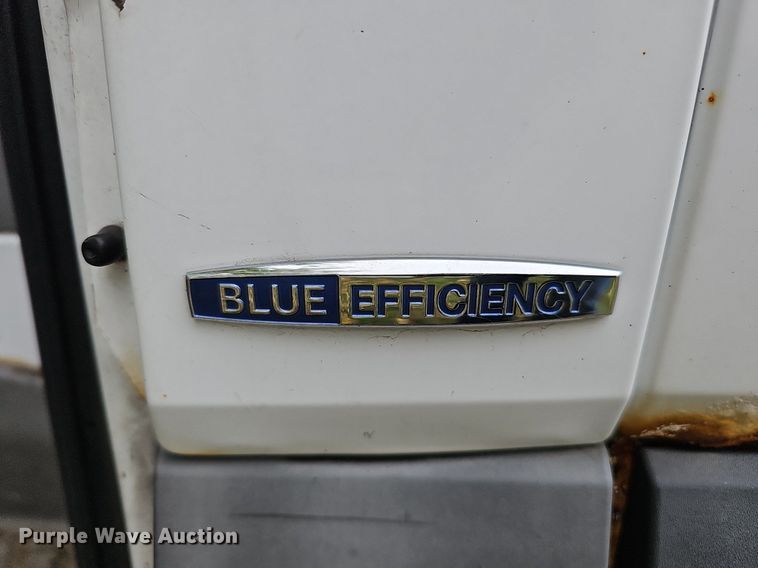 BLUE EFFICIENCY
Purple Wave Auction